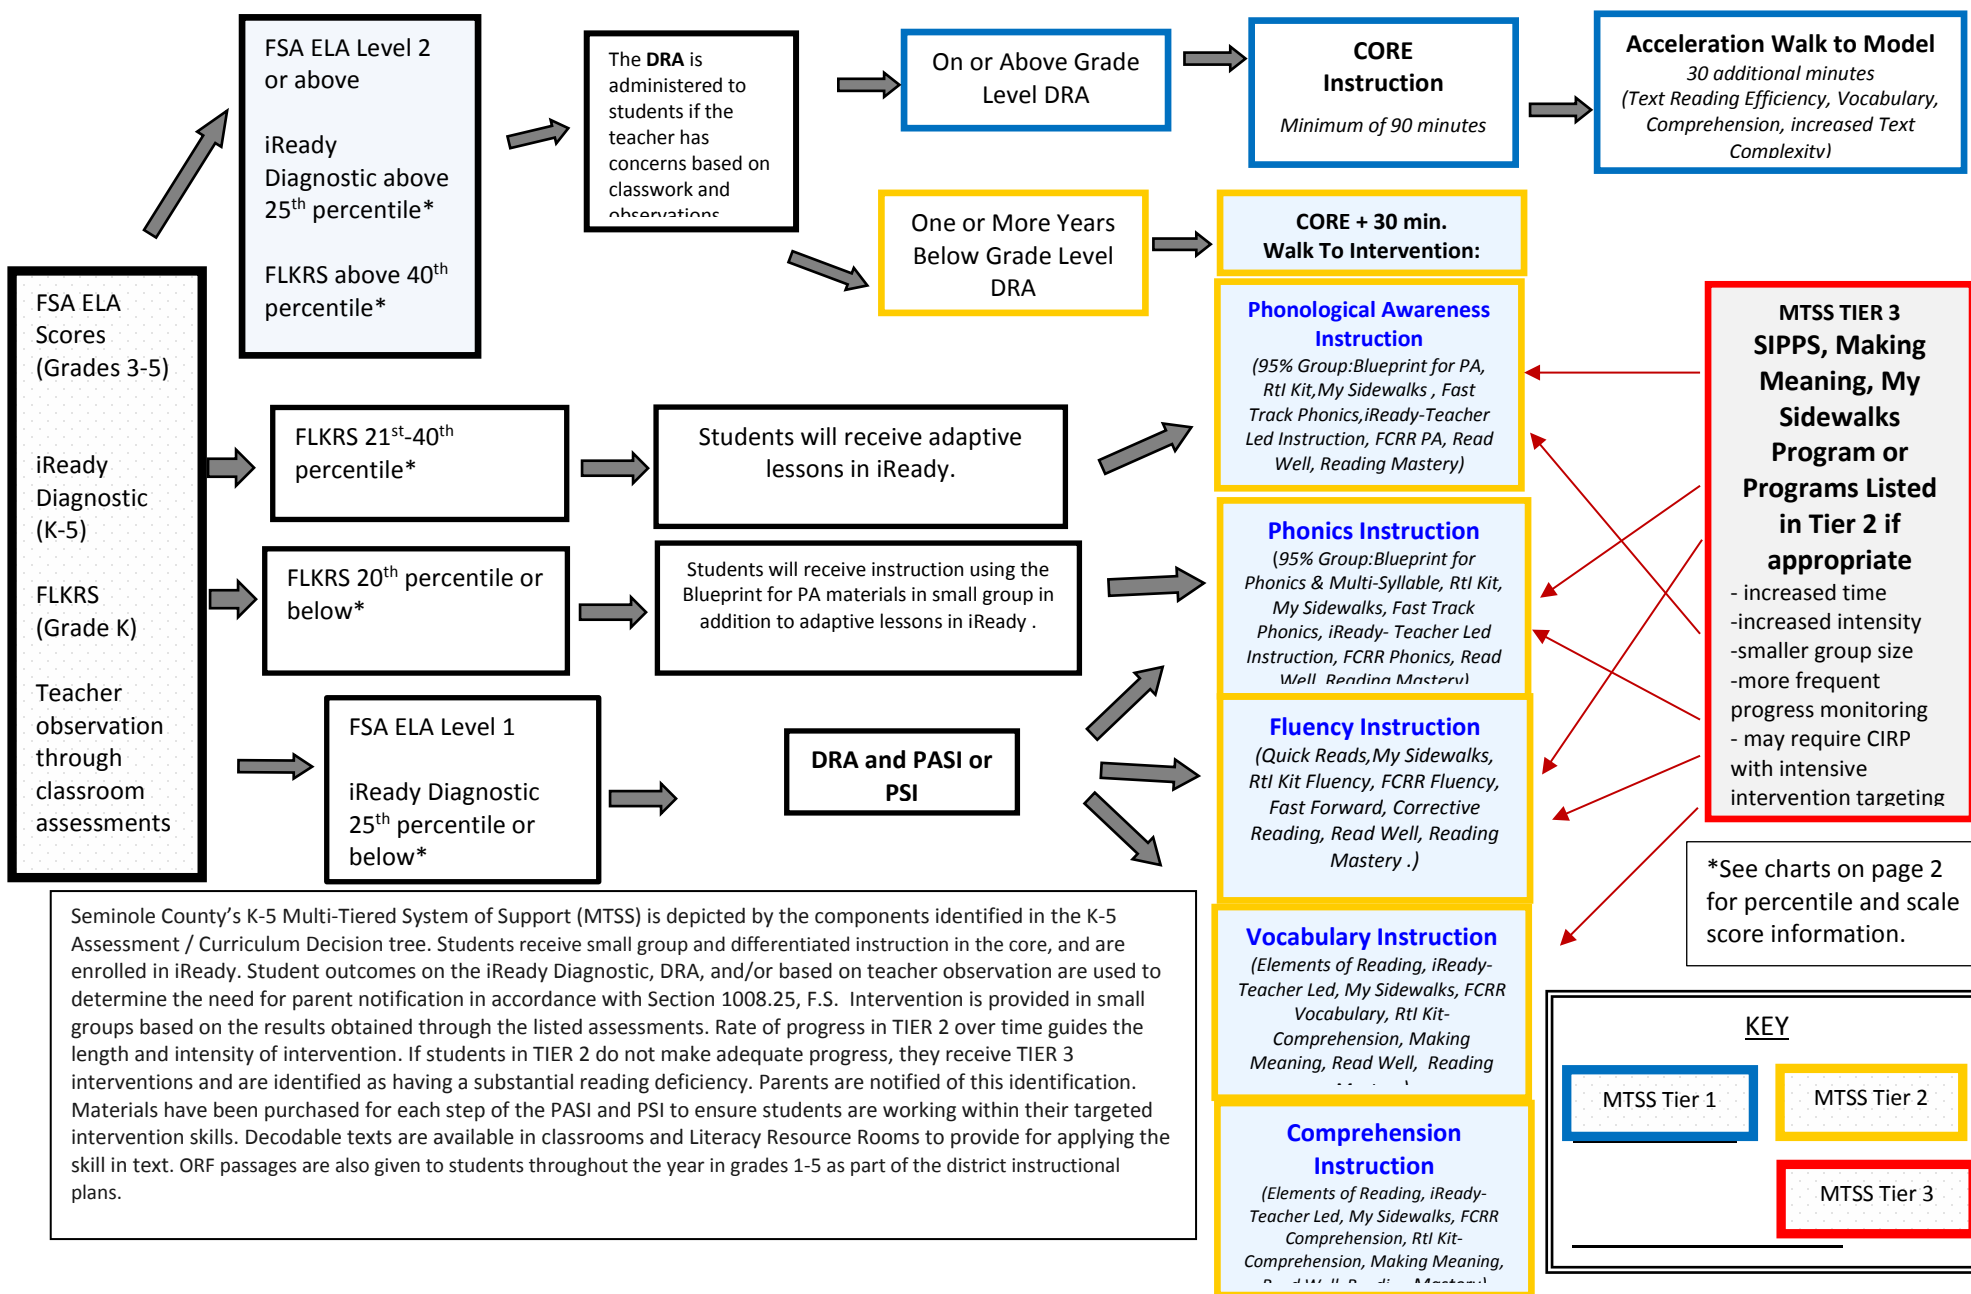 FSA ELA
Scores
(Grades 3-5)
iReady
Diagnostic
(K-5)
FLKRS
(Grade K)
Teacher
observation
through
classroom
assessments
FSA ELA Level 2
or above
iReady
Diagnostic above
25th percentile*
FLKRS above 40th
percentile*
The DRA is
administered to
students if the
teacher has
concerns based on
classwork and
observations
On or Above Grade
Level DRA
CORE
Instruction
Minimum of 90 minutes
Acceleration Walk to Model
30 additional minutes
(Text Reading Efficiency, Vocabulary,
Comprehension, increased Text
Complexity)
One or More Years
Below Grade Level
DRA
CORE + 30 min.
Walk To Intervention:
FLKRS 21st-40th
percentile*
Students will receive adaptive
lessons in iReady.
FLKRS 20th percentile or
below*
Students will receive instruction using the
Blueprint for PA materials in small group in
addition to adaptive lessons in iReady .
FSA ELA Level 1
iReady Diagnostic
25th percentile or
below*
DRA and PASI or
PSI
Phonological Awareness
Instruction
(95% Group:Blueprint for PA,
RtI Kit,My Sidewalks , Fast
Track Phonics,iReady-Teacher
Led Instruction, FCRR PA, Read
Well, Reading Mastery)
Phonics Instruction
(95% Group:Blueprint for
Phonics & Multi-Syllable, RtI Kit,
My Sidewalks, Fast Track
Phonics, iReady- Teacher Led
Instruction, FCRR Phonics, Read
Well, Reading Mastery)
Fluency Instruction
(Quick Reads,My Sidewalks,
RtI Kit Fluency, FCRR Fluency,
Fast Forward, Corrective
Reading, Read Well, Reading
Mastery .)
Vocabulary Instruction
(Elements of Reading, iReady-
Teacher Led, My Sidewalks, FCRR
Vocabulary, RtI Kit-
Comprehension, Making
Meaning, Read Well, Reading
Comprehension
Instruction
(Elements of Reading, iReady-
Teacher Led, My Sidewalks, FCRR
Comprehension, RtI Kit-
Comprehension, Making Meaning,
Read Well, Reading Mastery)
MTSS TIER 3
SIPPS, Making
Meaning, My
Sidewalks
Program or
Programs Listed
in Tier 2 if
appropriate
- increased time
-increased intensity
-smaller group size
-more frequent
progress monitoring
- may require CIRP
with intensive
intervention targeting
*See charts on page 2
for percentile and scale
score information.
Seminole County’s K-5 Multi-Tiered System of Support (MTSS) is depicted by the components identified in the K-5
Assessment / Curriculum Decision tree. Students receive small group and differentiated instruction in the core, and are
enrolled in iReady. Student outcomes on the iReady Diagnostic, DRA, and/or based on teacher observation are used to
determine the need for parent notification in accordance with Section 1008.25, F.S. Intervention is provided in small
groups based on the results obtained through the listed assessments. Rate of progress in TIER 2 over time guides the
length and intensity of intervention. If students in TIER 2 do not make adequate progress, they receive TIER 3
interventions and are identified as having a substantial reading deficiency. Parents are notified of this identification.
Materials have been purchased for each step of the PASI and PSI to ensure students are working within their targeted
intervention skills. Decodable texts are available in classrooms and Literacy Resource Rooms to provide for applying the
skill in text. ORF passages are also given to students throughout the year in grades 1-5 as part of the district instructional
plans.
KEY
MTSS Tier 1
MTSS Tier 2
MTSS Tier 3